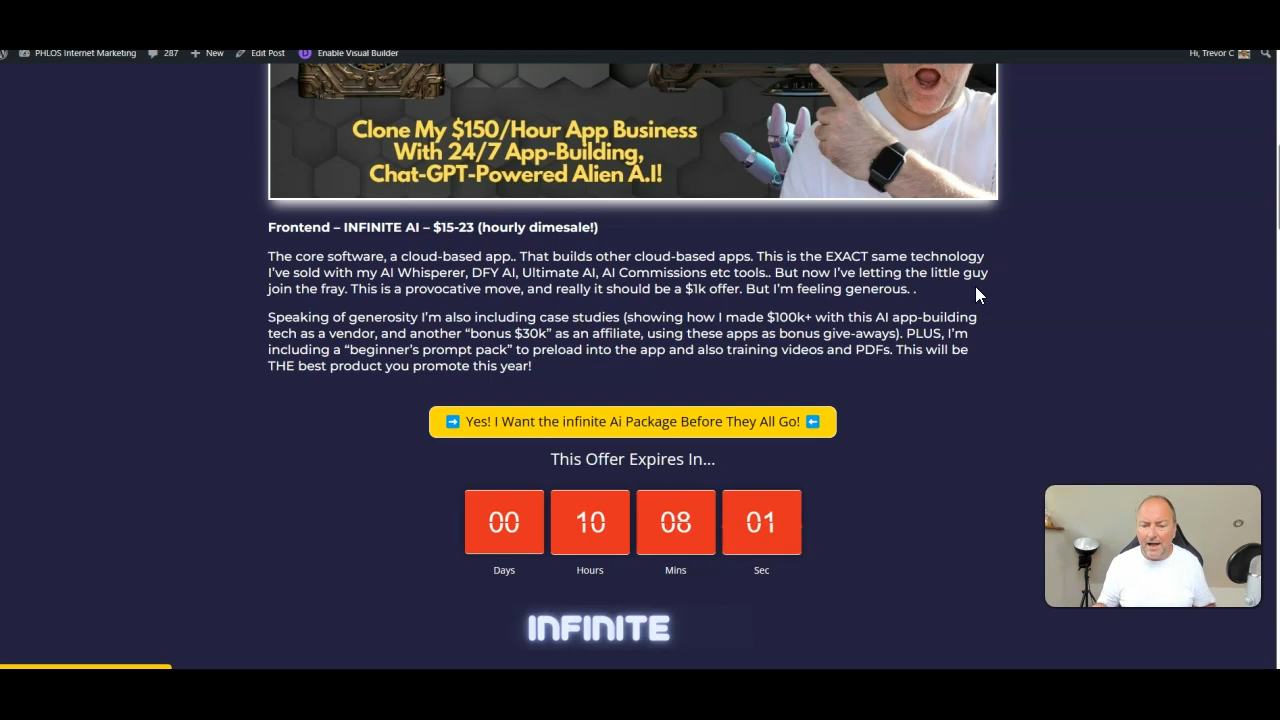 PHLOS Internet Marketing 287 New Edit Post Enable Visual Builder Hi, Trevor C
Clone My $150/Hour App Business
With 24/7 App-Building,
Chat-GPT-Powered Alien A.I!
Frontend – INFINITE AI – $15-23 (hourly dimesale!)
The core software, a cloud-based app.. That builds other cloud-based apps. This is the EXACT same technology
I’ve sold with my AI Whisperer, DFY AI, Ultimate AI, AI Commissions etc tools.. But now I’ve letting the little guy
join the fray. This is a provocative move, and really it should be a $1k offer. But I’m feeling generous. .
Speaking of generosity I’m also including case studies (showing how I made $100k+ with this AI app-building
tech as a vendor, and another “bonus $30k” as an affiliate, using these apps as bonus give-aways). PLUS, I’m
including a “beginner’s prompt pack” to preload into the app and also training videos and PDFs. This will be
THE best product you promote this year!
Yes! I Want the infinite Ai Package Before They All Go!
This Offer Expires In...
00 10 08 01
Days Hours Mins Sec
INFINITE